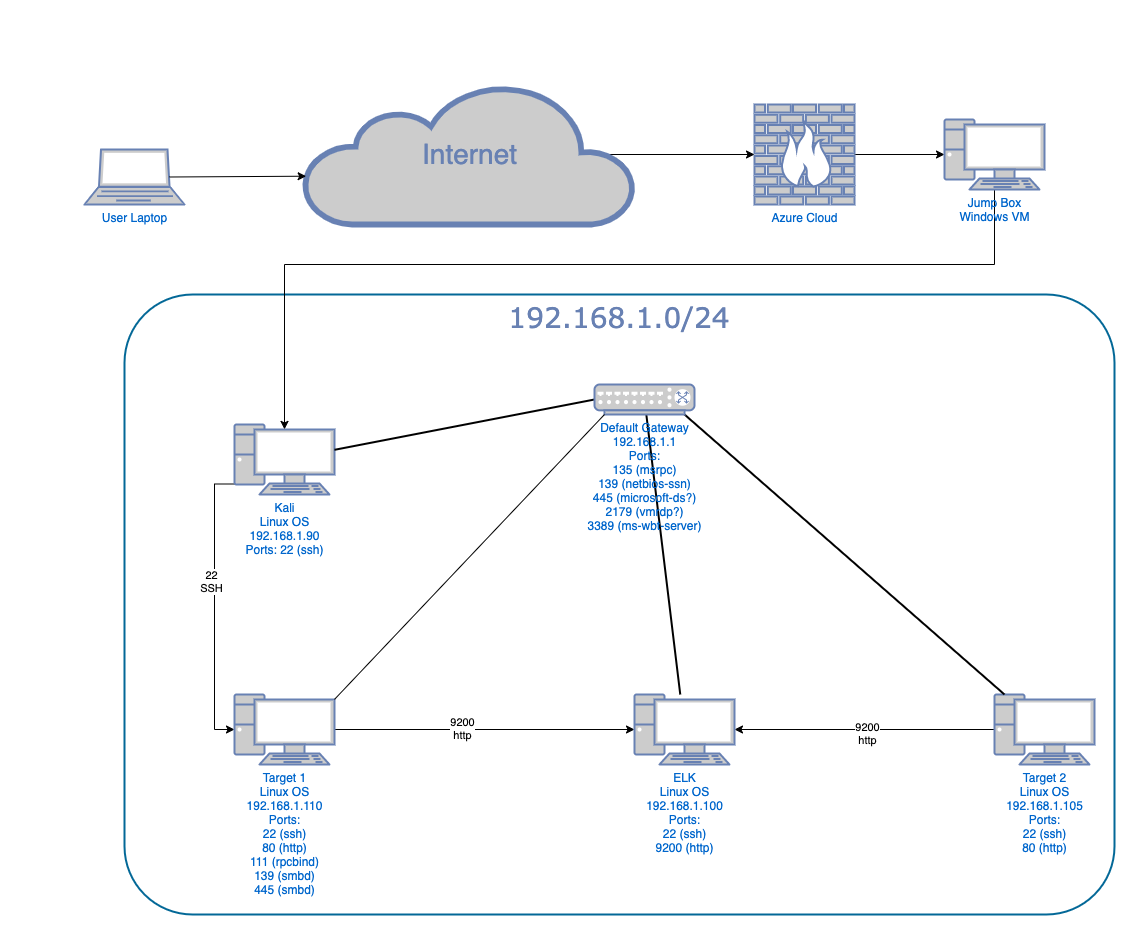 Internet
User Laptop
Azure Cloud
Jump Box
Windows VM
192.168.1.0/24
Default Gateway
192.168.1.1
Ports:
135 (msrpc)
139 (netbios-ssn)
445 (microsoft-ds?)
2179 (vmrdp?)
3389 (ms-wbt-server)
Kali
Linux OS
192.168.1.90
Ports: 22 (ssh)
22
SSH
9200
http
9200
http
Target 1
Linux OS
192.168.1.110
Ports:
22 (ssh)
80 (http)
111 (rpcbind)
139 (smbd)
445 (smbd)
ELK
Linux OS
192.168.1.100
Ports:
22 (ssh)
9200 (http)
Target 2
Linux OS
192.168.1.105
Ports:
22 (ssh)
80 (http)